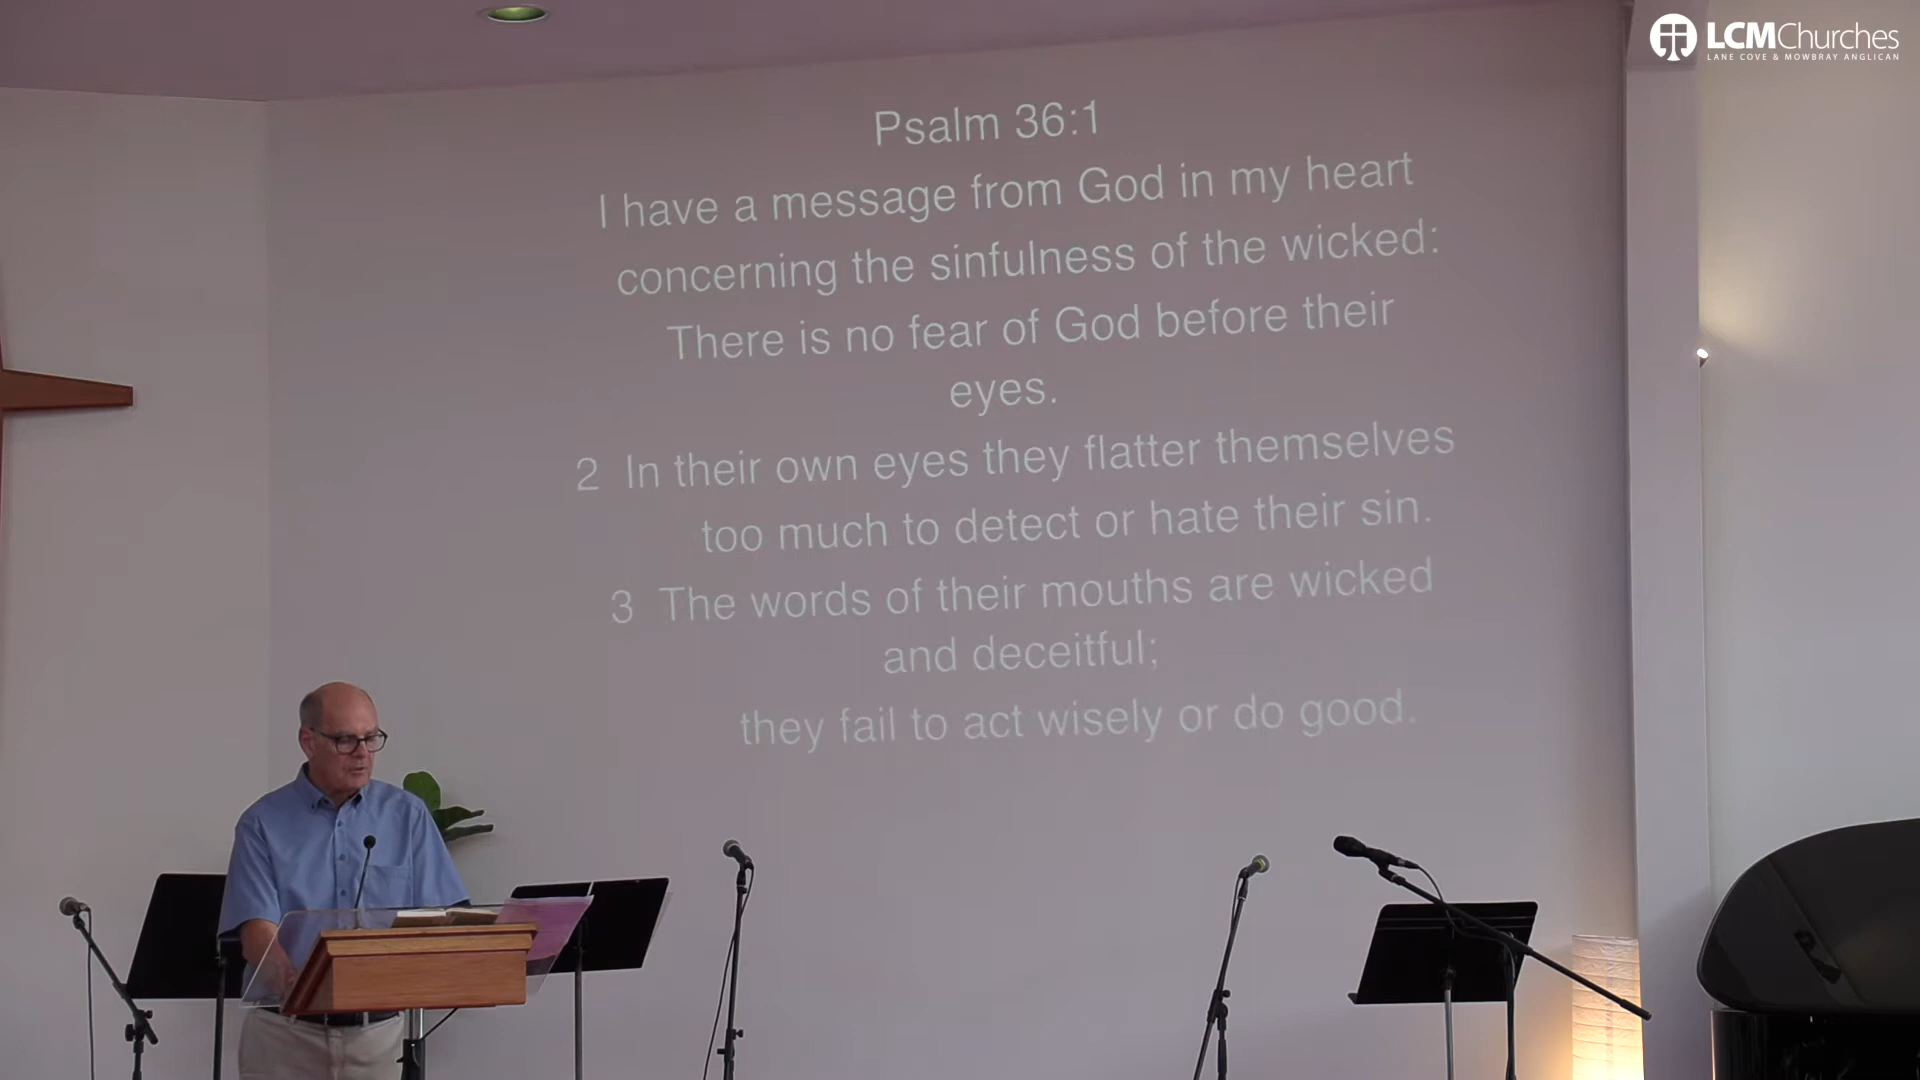 LCMChurches
LANE COVE & MOWBRAY ANGLICAN
Psalm 36:1
I have a message from God in my heart
concerning the sinfulness of the wicked:
There is no fear of God before their
eyes.
2 In their own eyes they flatter themselves
too much to detect or hate their sin.
3 The words of their mouths are wicked
and deceitful;
they fail to act wisely or do good.